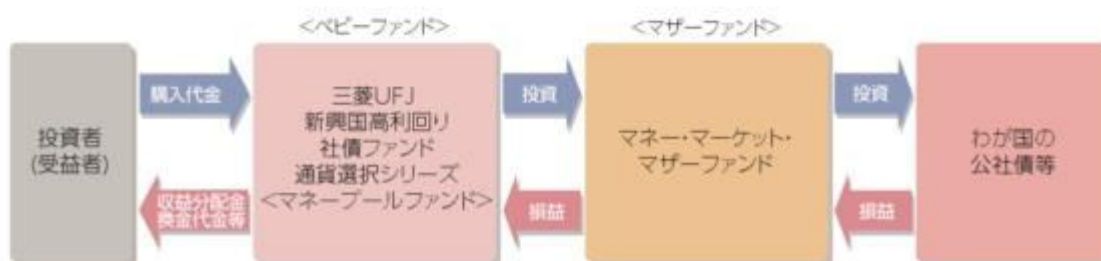 <ベビーファンド>
<マザーファンド>
投資者
(受益者)
購入代金
収益分配金
換金代金等
三菱UFJ
新興国高利回り
社債ファンド
通貨選択シリーズ
<マネープールファンド>
投資
損益
マネー・マーケット・
マザーファンド
投資
損益
わが国の
公社債等